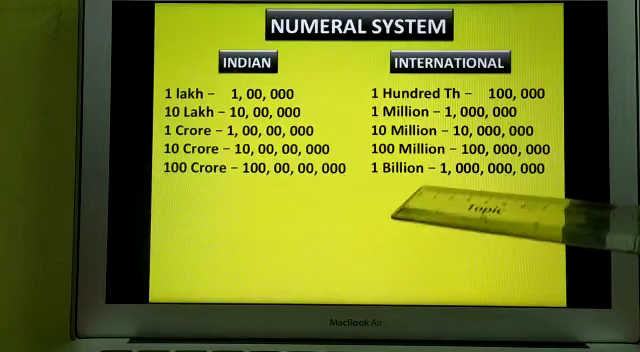 NUMERAL SYSTEM
INDIAN
1 lakh – 1, 00, 000
10 Lakh – 10, 00, 000
1 Crore – 1, 00, 00, 000
10 Crore – 10, 00, 00, 000
100 Crore – 100, 00, 00, 000
INTERNATIONAL
1 Hundred Th – 100, 000
1 Million – 1, 000, 000
10 Million – 10, 000, 000
100 Million – 100, 000, 000
1 Billion – 1, 000, 000, 000
Topic
MacBook Air